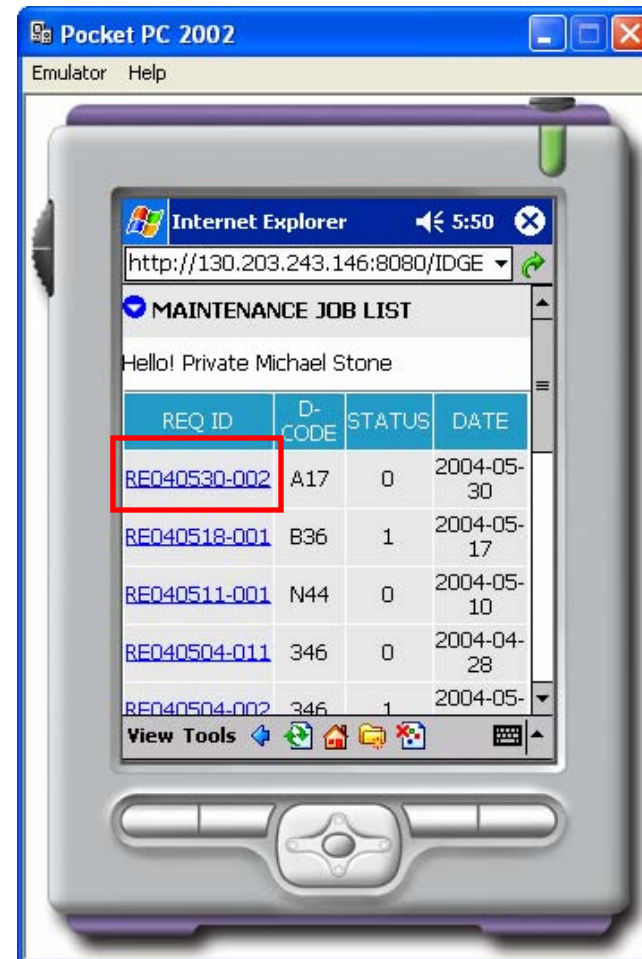 Pocket PC 2002
Emulator Help
Internet Explorer 5:50
http://130.203.243.146:8080/IDGE
MAINTENANCE JOB LIST
Hello! Private Michael Stone
REQ ID D-CODE STATUS DATE
RE040530-002 A17 0 2004-05-30
RE040518-001 B36 1 2004-05-17
RE040511-001 N44 0 2004-05-10
RE040504-011 346 0 2004-04-28
RE040504-002 346 1 2004-05-
View Tools